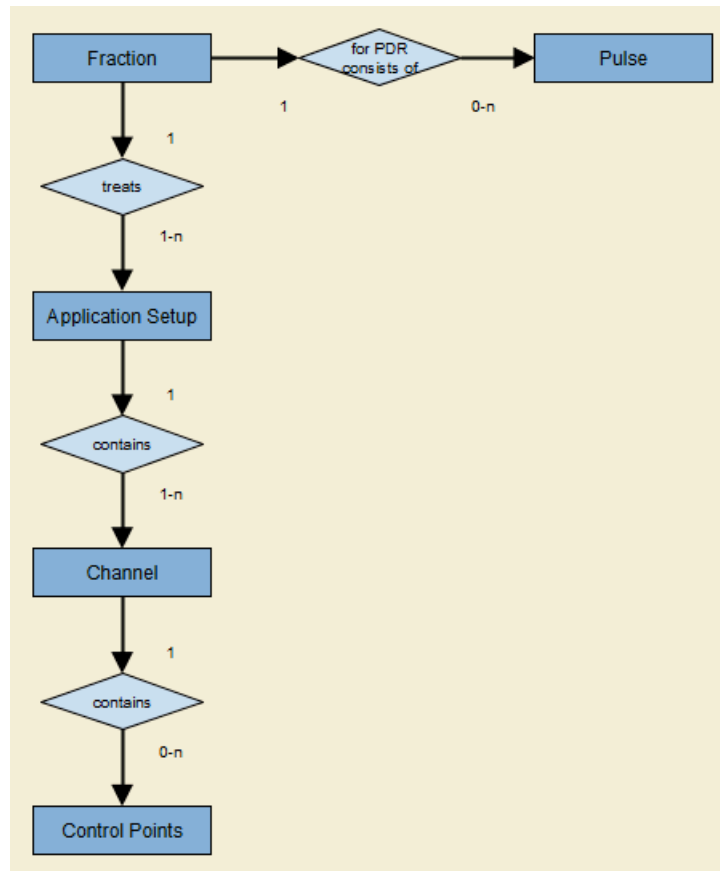 Fraction
for PDR
consists of
Pulse
1
0-n
1
treats
1-n
Application Setup
1
contains
1-n
Channel
1
contains
0-n
Control Points